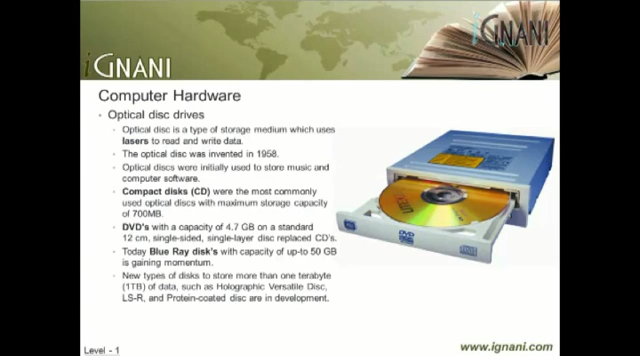 iGNANI
iGNANI
Computer Hardware
• Optical disc drives
• Optical disc is a type of storage medium which uses
lasers to read and write data.
• The optical disc was invented in 1958.
• Optical discs were initially used to store music and
computer software.
• Compact disks (CD) were the most commonly
used optical discs with maximum storage capacity
of 700MB.
• DVD's with a capacity of 4.7 GB on a standard
12 cm, single-sided, single-layer disc replaced CD's.
• Today Blue Ray disk's with capacity of up-to 50 GB
is gaining momentum.
• New types of disks to store more than one terabyte
(1TB) of data, such as Holographic Versatile Disc,
LS-R, and Protein-coated disc are in development.
DVD
Level - 1
www.ignani.com